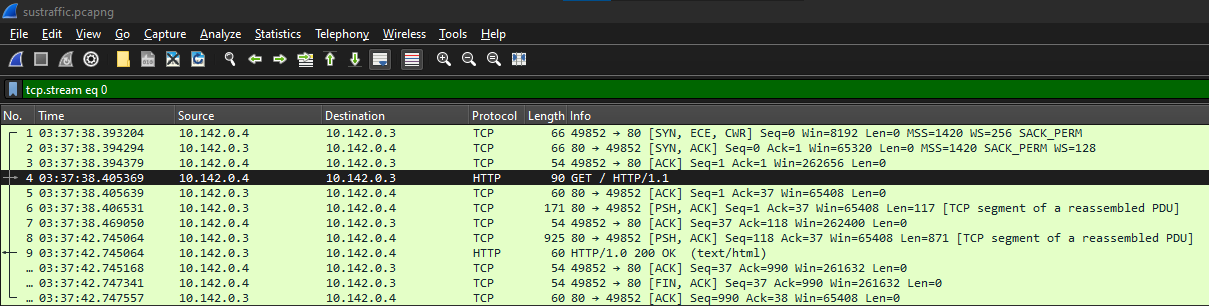 sustraffic.pcapng
File Edit View Go Capture Analyze Statistics Telephony Wireless Tools Help
tcp.stream eq 0
No. Time Source Destination Protocol Length Info
1 03:37:38.393204 10.142.0.4 10.142.0.3 TCP 66 49852 → 80 [SYN, ECE, CWR] Seq=0 Win=8192 Len=0 MSS=1420 WS=256 SACK_PERM
2 03:37:38.394294 10.142.0.3 10.142.0.4 TCP 66 80 → 49852 [SYN, ACK] Seq=0 Ack=1 Win=65320 Len=0 MSS=1420 SACK_PERM WS=128
3 03:37:38.394379 10.142.0.4 10.142.0.3 TCP 54 49852 → 80 [ACK] Seq=1 Ack=1 Win=262656 Len=0
4 03:37:38.405369 10.142.0.4 10.142.0.3 HTTP 90 GET / HTTP/1.1
5 03:37:38.405639 10.142.0.3 10.142.0.4 TCP 60 80 → 49852 [ACK] Seq=1 Ack=37 Win=65408 Len=0
6 03:37:38.406531 10.142.0.3 10.142.0.4 TCP 171 80 → 49852 [PSH, ACK] Seq=1 Ack=37 Win=65408 Len=117 [TCP segment of a reassembled PDU]
7 03:37:38.469050 10.142.0.4 10.142.0.3 TCP 54 49852 → 80 [ACK] Seq=37 Ack=118 Win=262400 Len=0
8 03:37:42.745064 10.142.0.3 10.142.0.4 TCP 925 80 → 49852 [PSH, ACK] Seq=118 Ack=37 Win=65408 Len=871 [TCP segment of a reassembled PDU]
9 03:37:42.745064 10.142.0.3 10.142.0.4 HTTP 60 HTTP/1.0 200 OK (text/html)
… 03:37:42.745168 10.142.0.4 10.142.0.3 TCP 54 49852 → 80 [ACK] Seq=37 Ack=990 Win=261632 Len=0
… 03:37:42.747341 10.142.0.4 10.142.0.3 TCP 54 49852 → 80 [FIN, ACK] Seq=37 Ack=990 Win=261632 Len=0
… 03:37:42.747557 10.142.0.3 10.142.0.4 TCP 60 80 → 49852 [ACK] Seq=990 Ack=38 Win=65408 Len=0